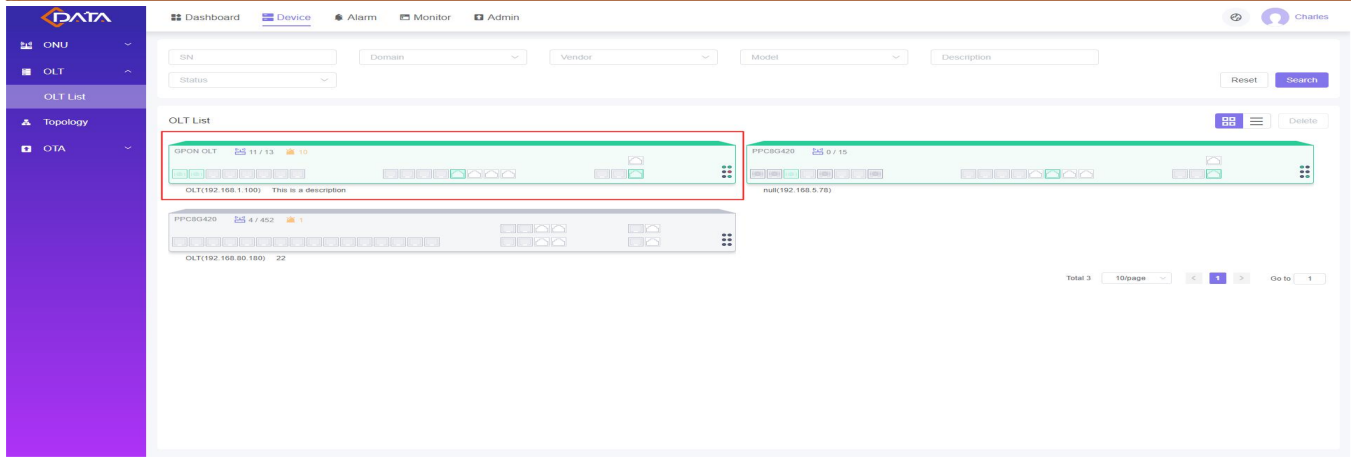 DATA
Dashboard Device Alarm Monitor Admin
Charles
ONU
OLT
OLT List
Topology
OTA
SN Domain Vendor Model Description
Status
Reset Search
OLT List
Delete
GPON OLT 11 / 13 10
OLT(192.168.1.100) This is a description
PPC8G420 0 / 15
null(192.168.5.78)
PPC8G420 4 / 452 1
OLT(192.168.80.180) 22
Total 3 10/page < 1 > Go to 1